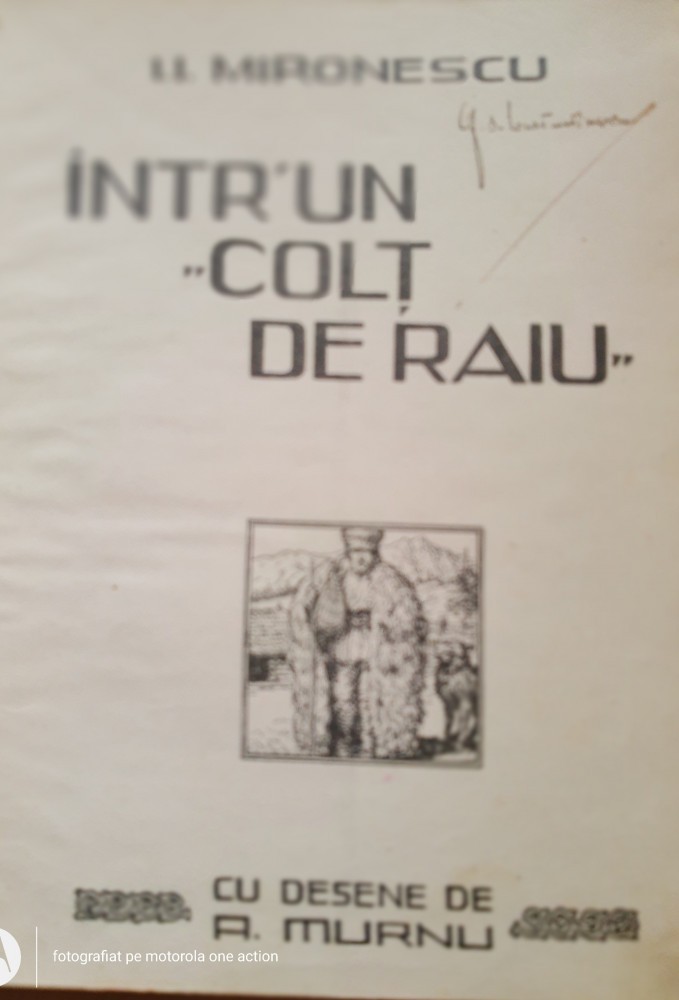 I.I. MIRONESCU
ÎNTR'UN
„COLȚ
DE RAIU”
CU DESENE DE
A. MURNU
fotografiat pe motorola one action